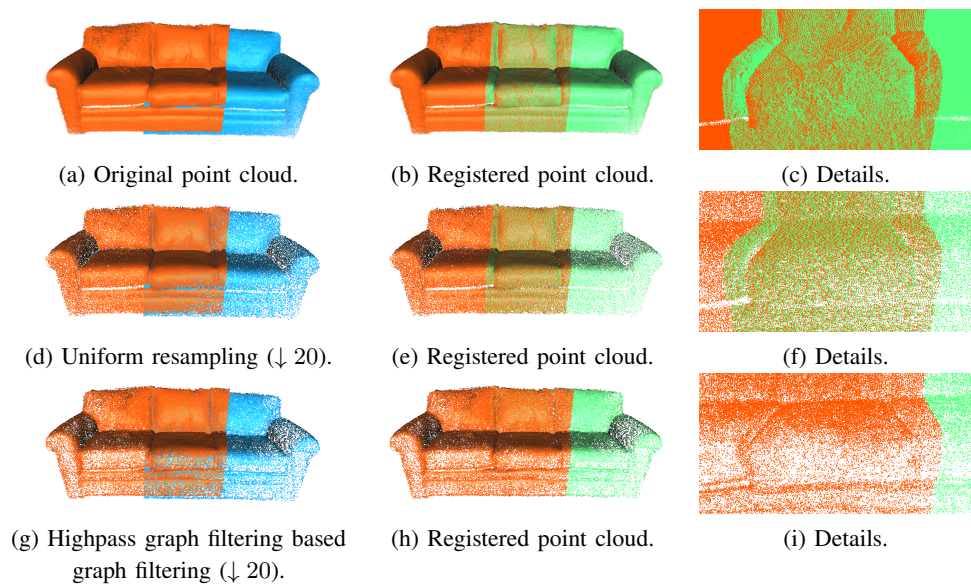 (a) Original point cloud.
(b) Registered point cloud.
(c) Details.
(d) Uniform resampling (↓ 20).
(e) Registered point cloud.
(f) Details.
(g) Highpass graph filtering based
graph filtering (↓ 20).
(h) Registered point cloud.
(i) Details.